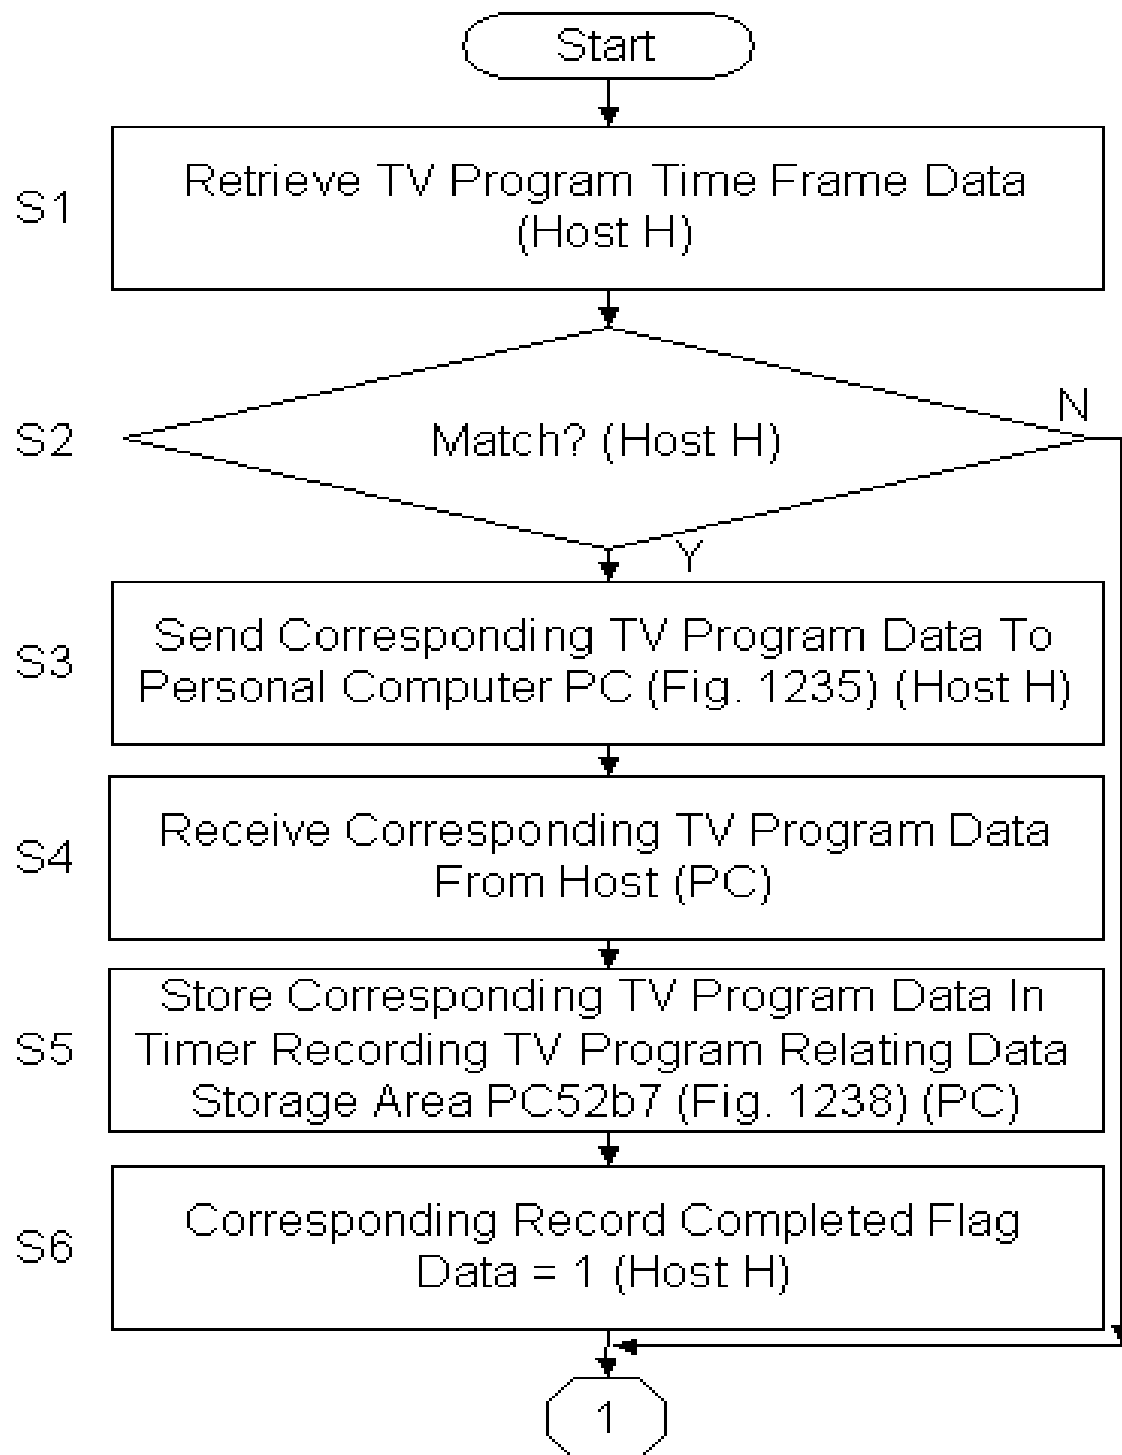 Start
S1
Retrieve TV Program Time Frame Data
(Host H)
S2
Match? (Host H)
N
Y
S3
Send Corresponding TV Program Data To
Personal Computer PC (Fig. 1235) (Host H)
S4
Receive Corresponding TV Program Data
From Host (PC)
S5
Store Corresponding TV Program Data In
Timer Recording TV Program Relating Data
Storage Area PC52b7 (Fig. 1238) (PC)
S6
Corresponding Record Completed Flag
Data = 1 (Host H)
1